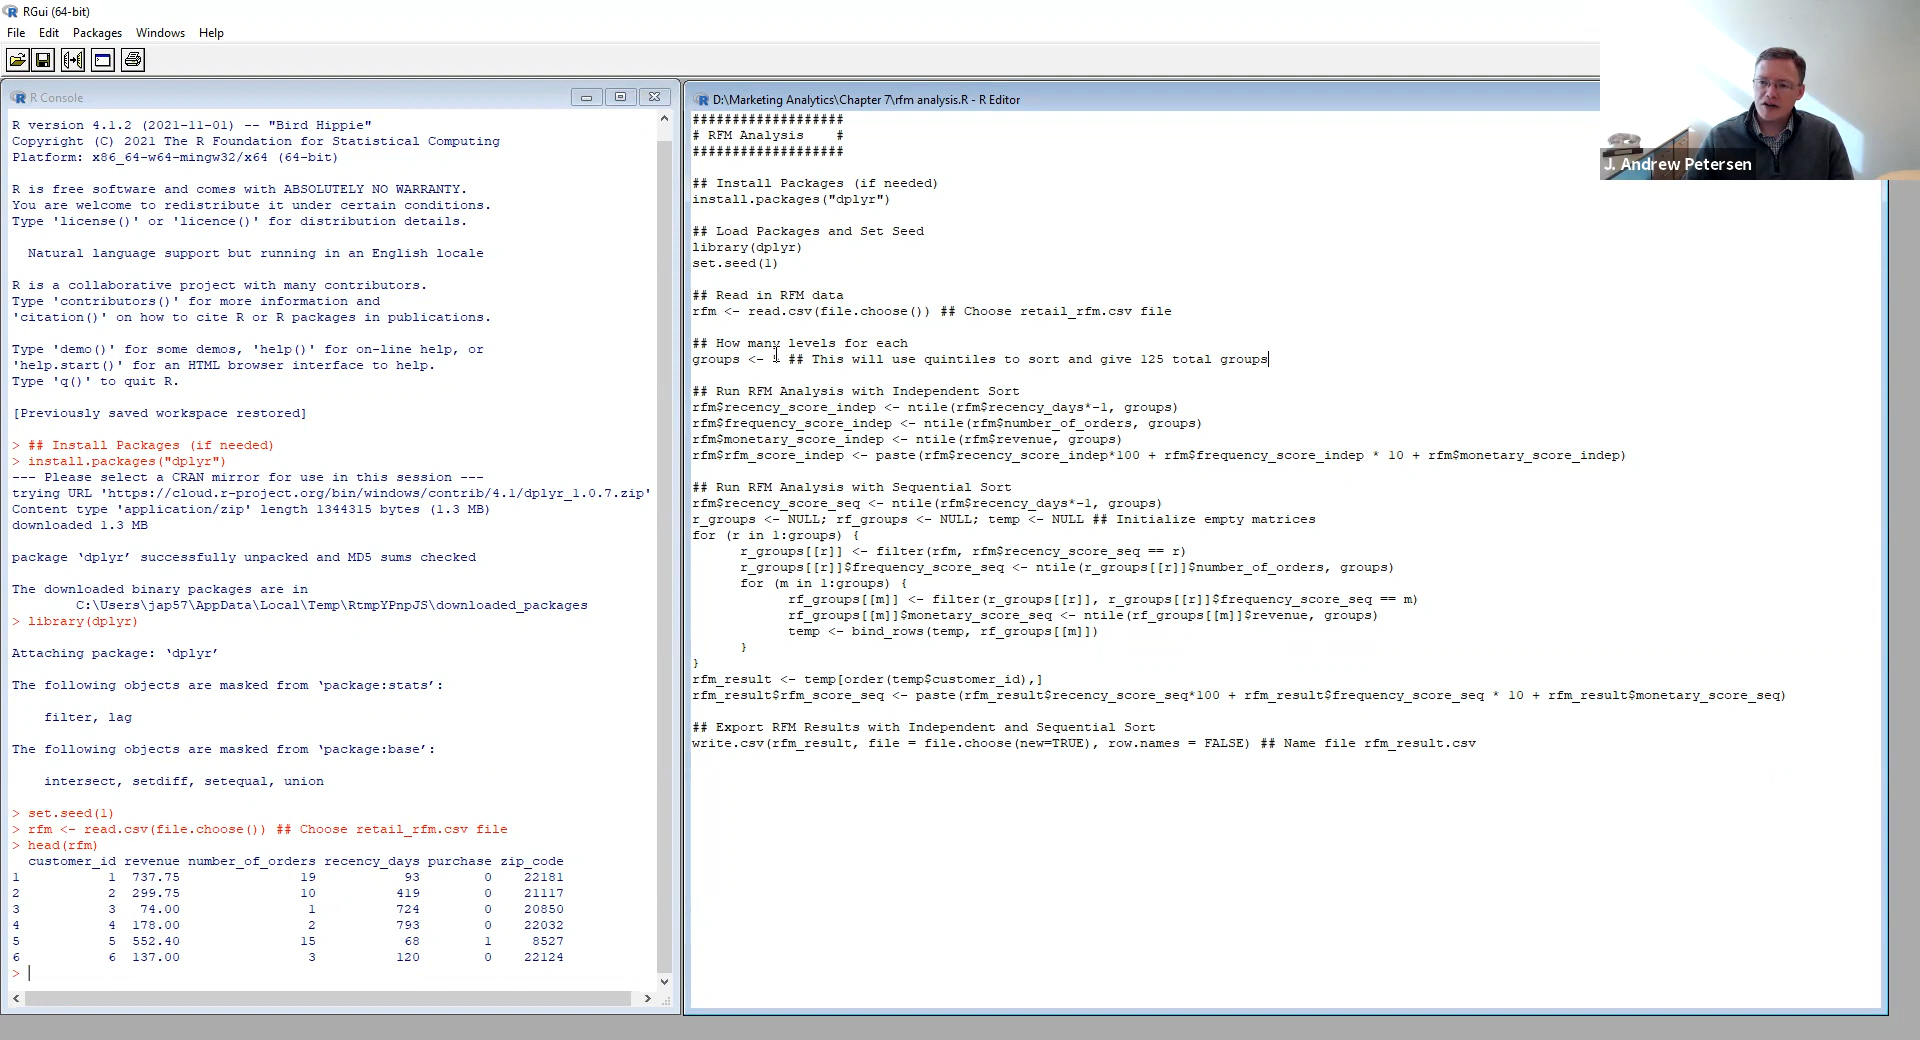 RGui (64-bit)
File Edit Packages Windows Help
R Console
R version 4.1.2 (2021-11-01) -- "Bird Hippie"
Copyright (C) 2021 The R Foundation for Statistical Computing
Platform: x86_64-w64-mingw32/x64 (64-bit)
R is free software and comes with ABSOLUTELY NO WARRANTY.
You are welcome to redistribute it under certain conditions.
Type 'license()' or 'licence()' for distribution details.
Natural language support but running in an English locale
R is a collaborative project with many contributors.
Type 'contributors()' for more information and
'citation()' on how to cite R or R packages in publications.
Type 'demo()' for some demos, 'help()' for on-line help, or
'help.start()' for an HTML browser interface to help.
Type 'q()' to quit R.
[Previously saved workspace restored]
> ## Install Packages (if needed)
> install.packages("dplyr")
--- Please select a CRAN mirror for use in this session ---
trying URL 'https://cloud.r-project.org/bin/windows/contrib/4.1/dplyr_1.0.7.zip'
Content type 'application/zip' length 1344315 bytes (1.3 MB)
downloaded 1.3 MB
package ‘dplyr’ successfully unpacked and MD5 sums checked
The downloaded binary packages are in
C:\Users\jap57\AppData\Local\Temp\RtmpYPnpJS\downloaded_packages
> library(dplyr)
Attaching package: ‘dplyr’
The following objects are masked from ‘package:stats’:
filter, lag
The following objects are masked from ‘package:base’:
intersect, setdiff, setequal, union
> set.seed(1)
> rfm <- read.csv(file.choose()) ## Choose retail_rfm.csv file
> head(rfm)
customer_id revenue number_of_orders recency_days purchase zip_code
1 1 737.75 19 93 0 22181
2 2 299.75 10 419 0 21117
3 3 74.00 1 724 0 20850
4 4 178.00 2 793 0 22032
5 5 552.40 15 68 1 8527
6 6 137.00 3 120 0 22124
>
D:\Marketing Analytics\Chapter 7\rfm analysis.R - R Editor
###################
# RFM Analysis #
###################
## Install Packages (if needed)
install.packages("dplyr")
## Load Packages and Set Seed
library(dplyr)
set.seed(1)
## Read in RFM data
rfm <- read.csv(file.choose()) ## Choose retail_rfm.csv file
## How many levels for each
groups <- ## This will use quintiles to sort and give 125 total groups
## Run RFM Analysis with Independent Sort
rfm$recency_score_indep <- ntile(rfm$recency_days*-1, groups)
rfm$frequency_score_indep <- ntile(rfm$number_of_orders, groups)
rfm$monetary_score_indep <- ntile(rfm$revenue, groups)
rfm$rfm_score_indep <- paste(rfm$recency_score_indep*100 + rfm$frequency_score_indep * 10 + rfm$monetary_score_indep)
## Run RFM Analysis with Sequential Sort
rfm$recency_score_seq <- ntile(rfm$recency_days*-1, groups)
r_groups <- NULL; rf_groups <- NULL; temp <- NULL ## Initialize empty matrices
for (r in 1:groups) {
r_groups[[r]] <- filter(rfm, rfm$recency_score_seq == r)
r_groups[[r]]$frequency_score_seq <- ntile(r_groups[[r]]$number_of_orders, groups)
for (m in 1:groups) {
rf_groups[[m]] <- filter(r_groups[[r]], r_groups[[r]]$frequency_score_seq == m)
rf_groups[[m]]$monetary_score_seq <- ntile(rf_groups[[m]]$revenue, groups)
temp <- bind_rows(temp, rf_groups[[m]])
}
}
rfm_result <- temp[order(temp$customer_id),]
rfm_result$rfm_score_seq <- paste(rfm_result$recency_score_seq*100 + rfm_result$frequency_score_seq * 10 + rfm_result$monetary_score_seq)
## Export RFM Results with Independent and Sequential Sort
write.csv(rfm_result, file = file.choose(new=TRUE), row.names = FALSE) ## Name file rfm_result.csv
J. Andrew Petersen